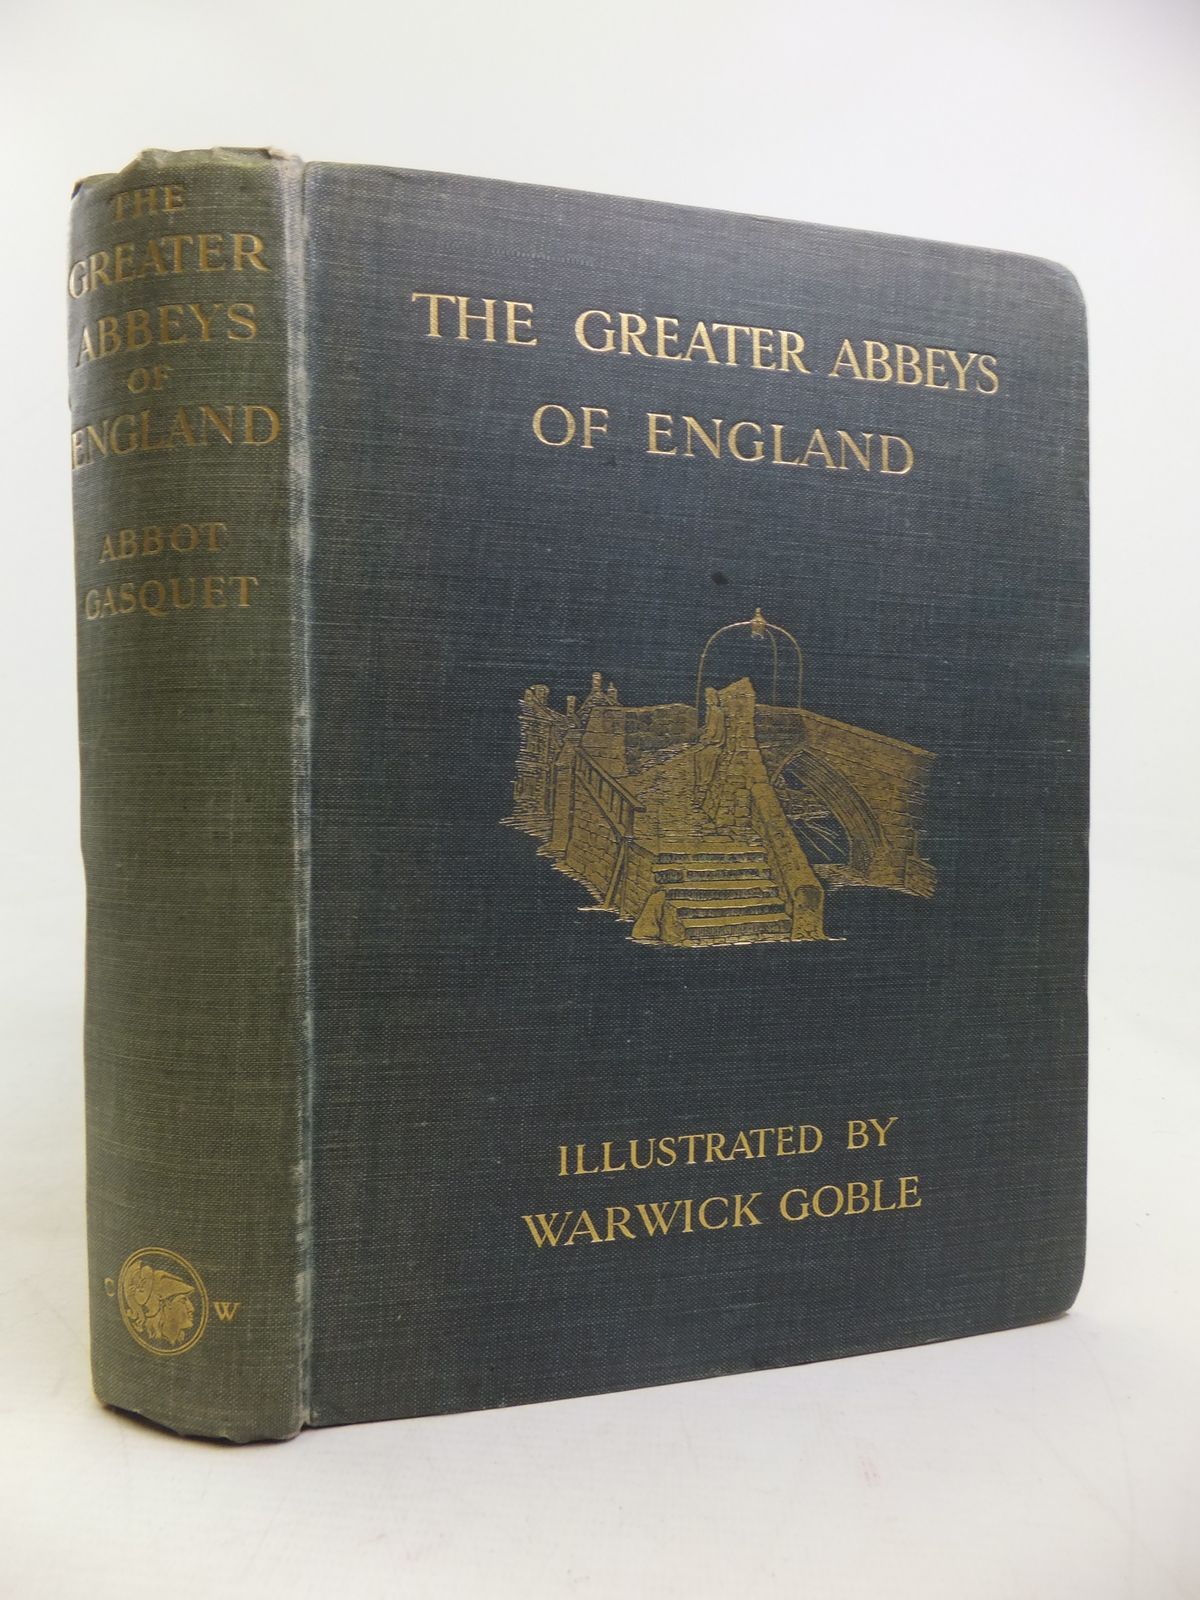 THE
GREATER
ABBEYS
OF
ENGLAND
ABBOT
GASQUET
C W
THE GREATER ABBEYS
OF ENGLAND
ILLUSTRATED BY
WARWICK GOBLE